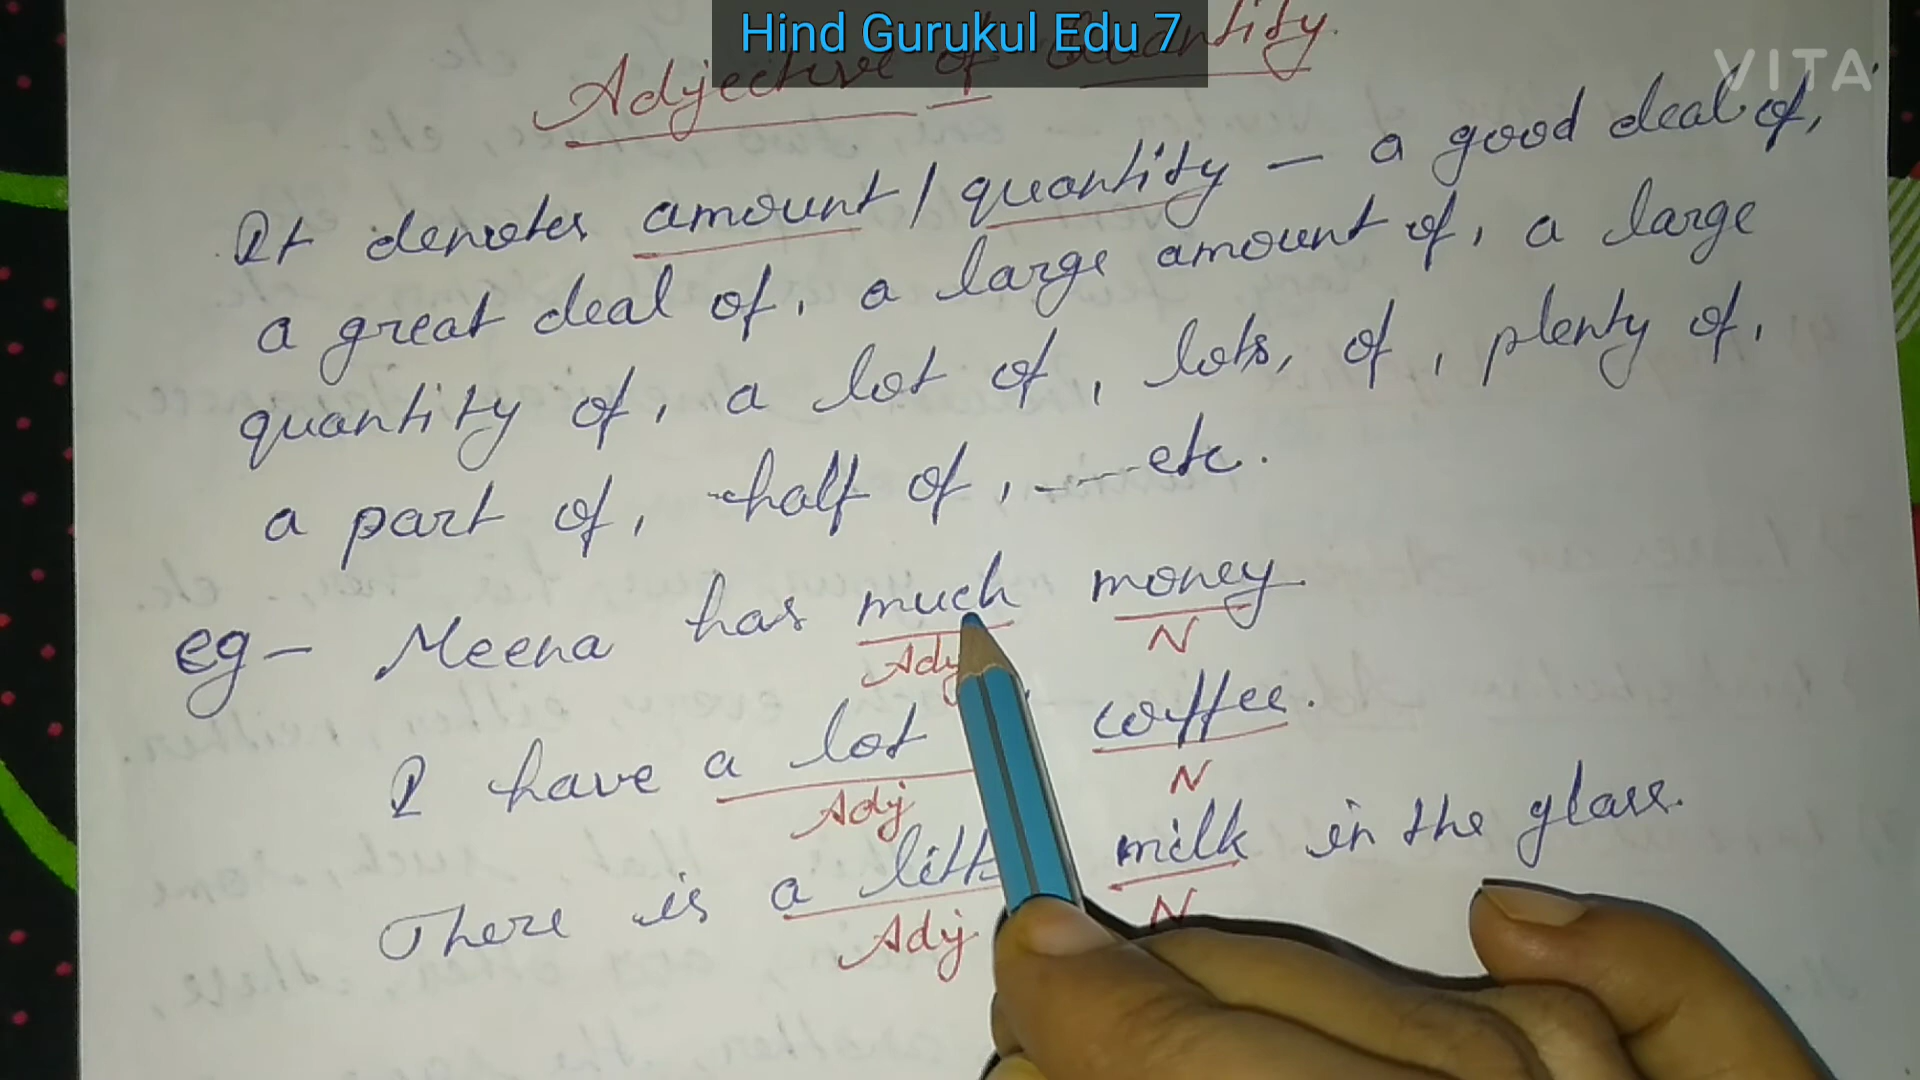 Hind Gurukul Edu 7
VITA
Adjective of Quantity.
It denotes amount / quantity — a good deal of,
a great deal of, a large amount of, a large
quantity of, a lot of, lots, of, plenty of,
a part of, half of, --- etc.
eg — Meena has much money.
Adj N
I have a lot coffee.
Adj N
There is a milk in the glass.
Adj. N